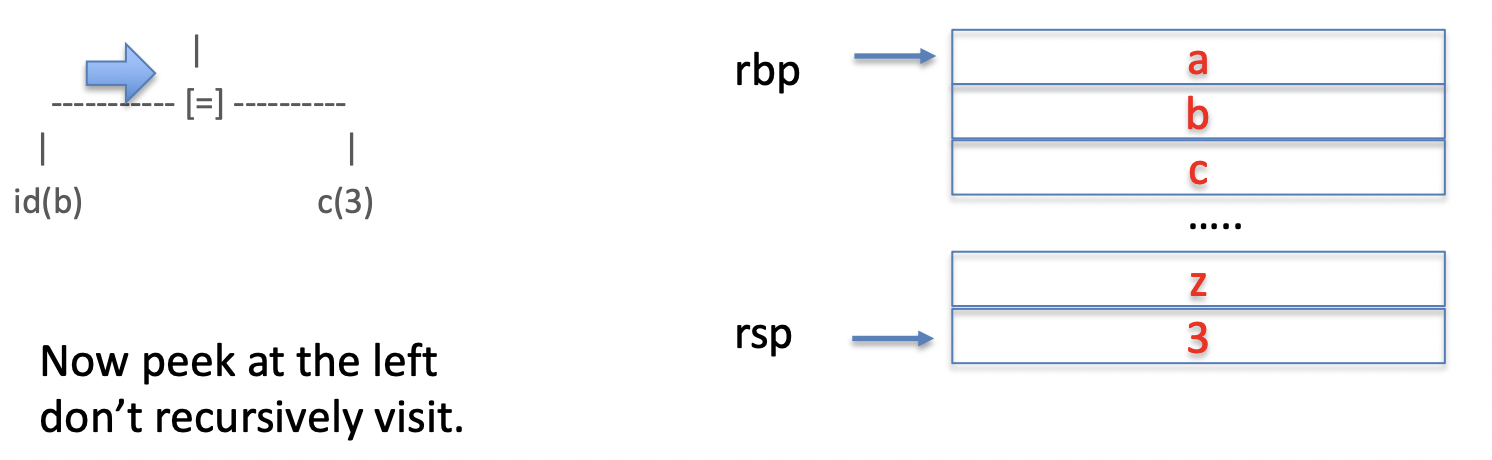 |
----------- [=] ----------
| |
id(b) c(3)
Now peek at the left
don’t recursively visit.
rbp
a
b
c
.....
z
rsp
3